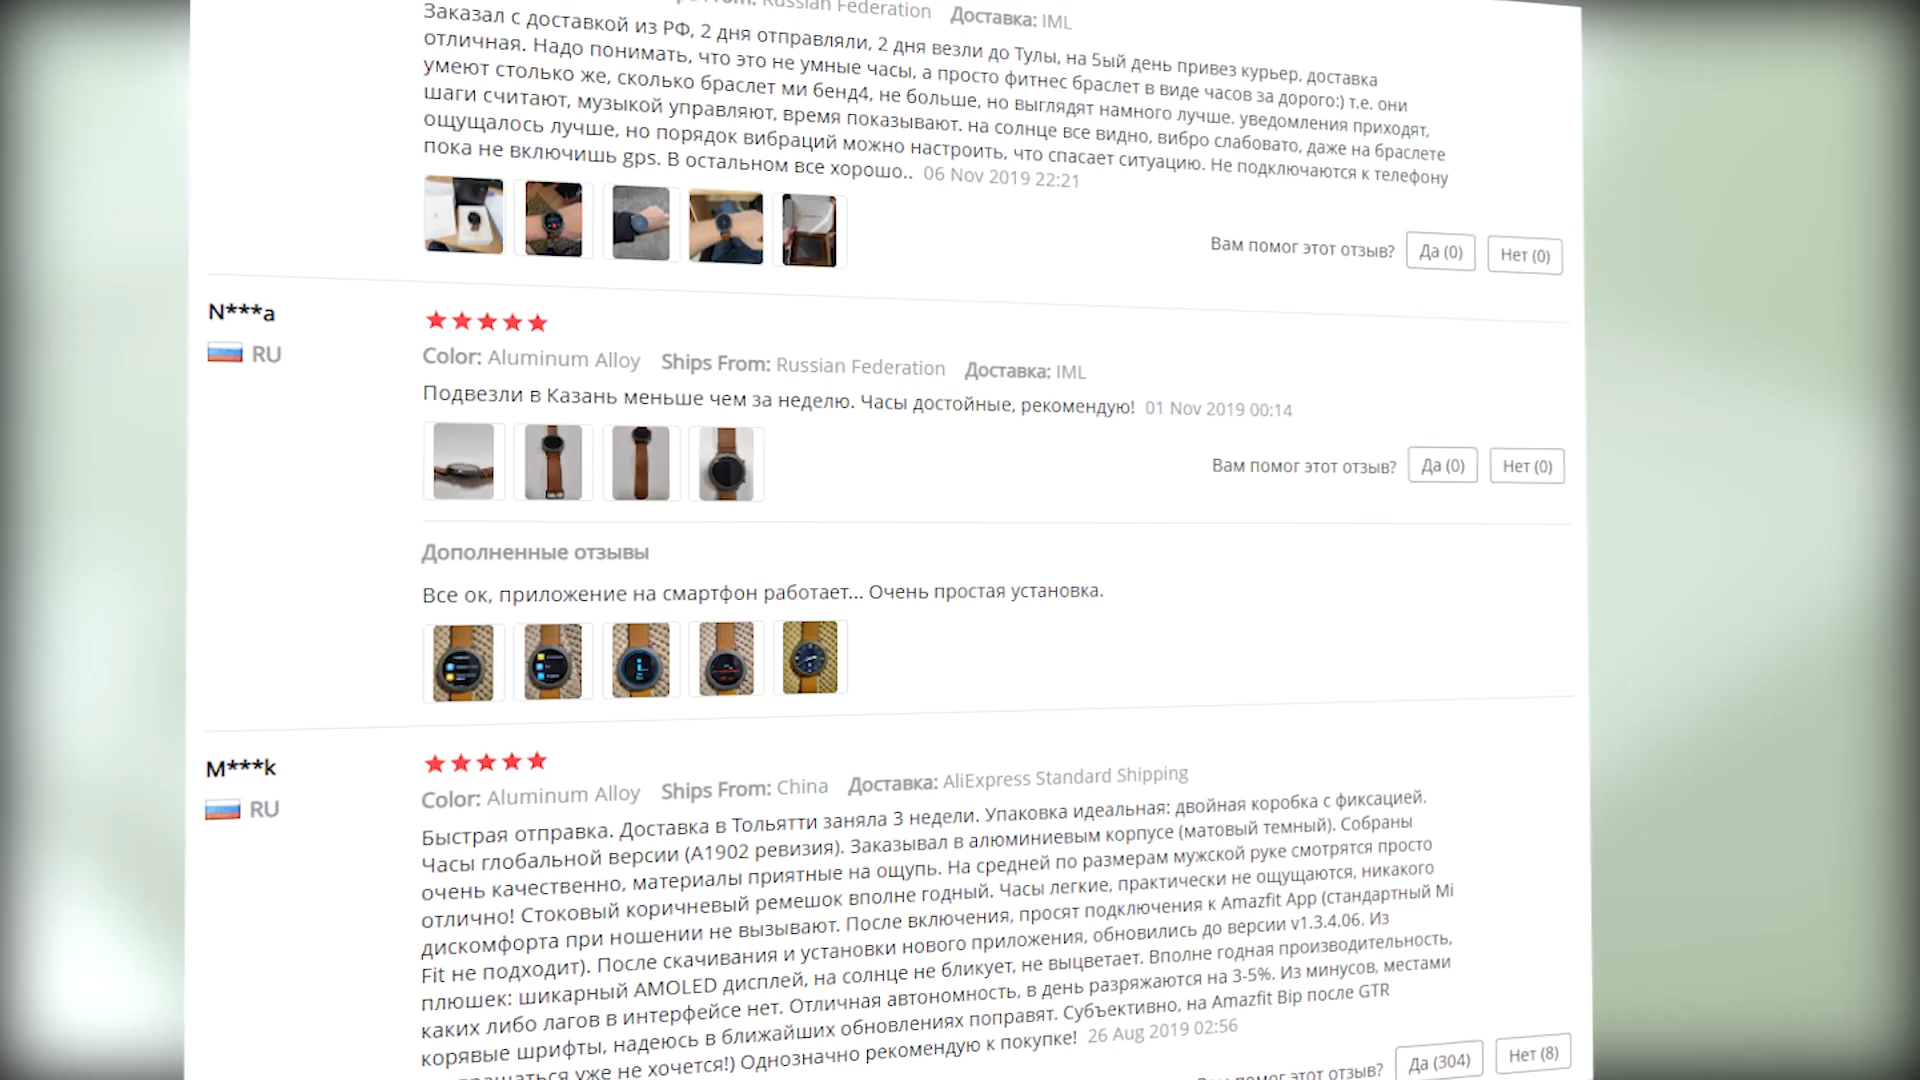 Russian Federation Доставка: IML
Заказал с доставкой из РФ, 2 дня отправляли, 2 дня везли до Тулы, на 5ый день привез курьер, доставка
отличная. Надо понимать, что это не умные часы, а просто фитнес браслет в виде часов за дорого:) т.е. они
умеют столько же, сколько браслет ми бенд4, не больше, но выглядят намного лучше. уведомления приходят,
шаги считают, музыкой управляют, время показывают. на солнце все видно, вибро слабовато, даже на браслете
ощущалось лучше, но порядок вибраций можно настроить, что спасает ситуацию. Не подключаются к телефону
пока не включишь gps. В остальном все хорошо.. 06 Nov 2019 22:21
Вам помог этот отзыв? Да (0) Нет (0)
N***a
RU
Color: Aluminum Alloy Ships From: Russian Federation Доставка: IML
Подвезли в Казань меньше чем за неделю. Часы достойные, рекомендую! 01 Nov 2019 00:14
Вам помог этот отзыв? Да (0) Нет (0)
Дополненные отзывы
Все ок, приложение на смартфон работает... Очень простая установка.
M***k
RU
Color: Aluminum Alloy Ships From: China Доставка: AliExpress Standard Shipping
Быстрая отправка. Доставка в Тольятти заняла 3 недели. Упаковка идеальная: двойная коробка с фиксацией.
Часы глобальной версии (A1902 ревизия). Заказывал в алюминиевым корпусе (матовый темный). Собраны
очень качественно, материалы приятные на ощупь. На средней по размерам мужской руке смотрятся просто
отлично! Стоковый коричневый ремешок вполне годный. Часы легкие, практически не ощущаются, никакого
дискомфорта при ношении не вызывают. После включения, просят подключения к Amazfit App (стандартный Mi
Fit не подходит). После скачивания и установки нового приложения, обновились до версии v1.3.4.06. Из
плюшек: шикарный AMOLED дисплей, на солнце не бликует, не выцветает. Вполне годная производительность,
каких либо лагов в интерфейсе нет. Отличная автономность, в день разряжаются на 3-5%. Из минусов, местами
корявые шрифты, надеюсь в ближайших обновлениях поправят. Субъективно, на Amazfit Bip после GTR
уже не хочется!) Однозначно рекомендую к покупке! 26 Aug 2019 02:56
Вам помог этот отзыв? Да (304) Нет (8)